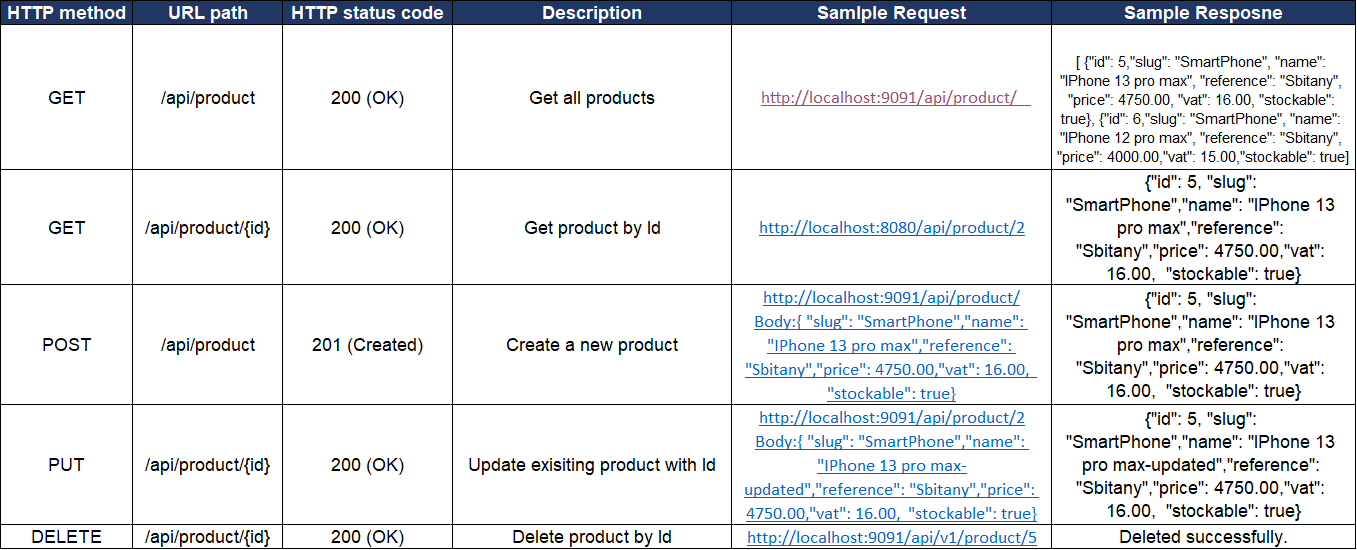 HTTP method URL path HTTP status code Description Samlple Request Sample Resposne
GET /api/product 200 (OK) Get all products http://localhost:9091/api/product/
[ {"id": 5,"slug": "SmartPhone", "name":
"IPhone 13 pro max", "reference": "Sbitany",
"price": 4750.00, "vat": 16.00, "stockable":
true}, {"id": 6,"slug": "SmartPhone", "name":
"IPhone 12 pro max", "reference": "Sbitany",
"price": 4000.00,"vat": 15.00,"stockable": true]
GET /api/product/{id} 200 (OK) Get product by Id http://localhost:8080/api/product/2
{"id": 5, "slug":
"SmartPhone","name": "IPhone 13
pro max","reference":
"Sbitany","price": 4750.00,"vat":
16.00, "stockable": true}
POST /api/product 201 (Created) Create a new product
http://localhost:9091/api/product/
Body:{ "slug": "SmartPhone","name":
"IPhone 13 pro max","reference":
"Sbitany","price": 4750.00,"vat": 16.00,
"stockable": true}
{"id": 5, "slug":
"SmartPhone","name": "IPhone 13
pro max","reference":
"Sbitany","price": 4750.00,"vat":
16.00, "stockable": true}
PUT /api/product/{id} 200 (OK) Update exisiting product with Id
http://localhost:9091/api/product/2
Body:{ "slug": "SmartPhone","name":
"IPhone 13 pro max-
updated","reference": "Sbitany","price":
4750.00,"vat": 16.00, "stockable": true}
{"id": 5, "slug":
"SmartPhone","name": "IPhone 13
pro max-updated","reference":
"Sbitany","price": 4750.00,"vat":
16.00, "stockable": true}
DELETE /api/product/{id} 200 (OK) Delete product by Id http://localhost:9091/api/v1/product/5 Deleted successfully.